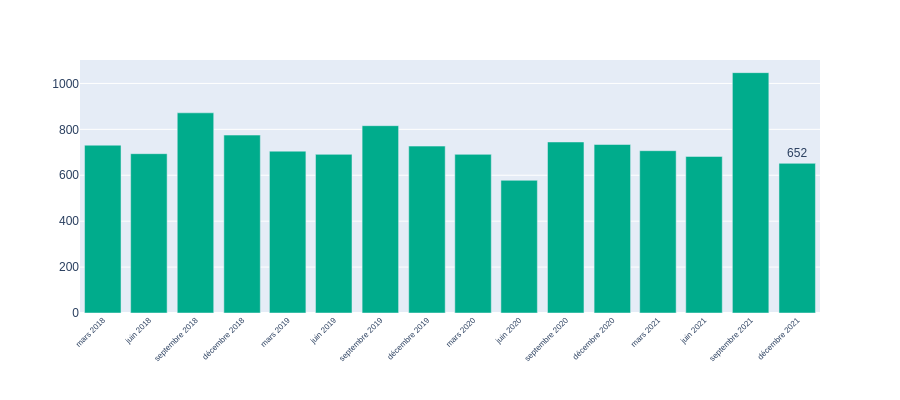 1000
800
600
400
200
0
652
mars 2018
juin 2018
septembre 2018
décembre 2018
mars 2019
juin 2019
septembre 2019
décembre 2019
mars 2020
juin 2020
septembre 2020
décembre 2020
mars 2021
juin 2021
septembre 2021
décembre 2021